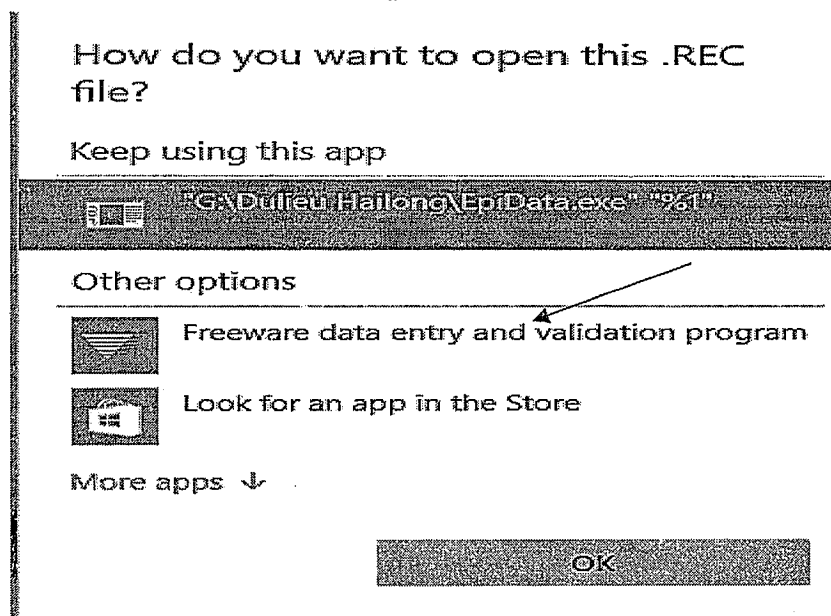 How do you want to open this .REC
file?
Keep using this app
"G:\Dulieu Hailong\EpiData.exe" "%1"
Other options
Freeware data entry and validation program
Look for an app in the Store
More apps ↓
OK